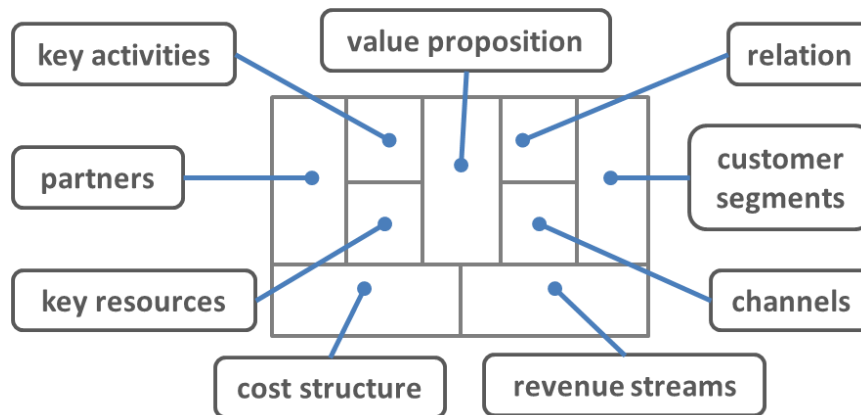 value proposition
key activities
relation
partners
customer
segments
key resources
channels
cost structure
revenue streams